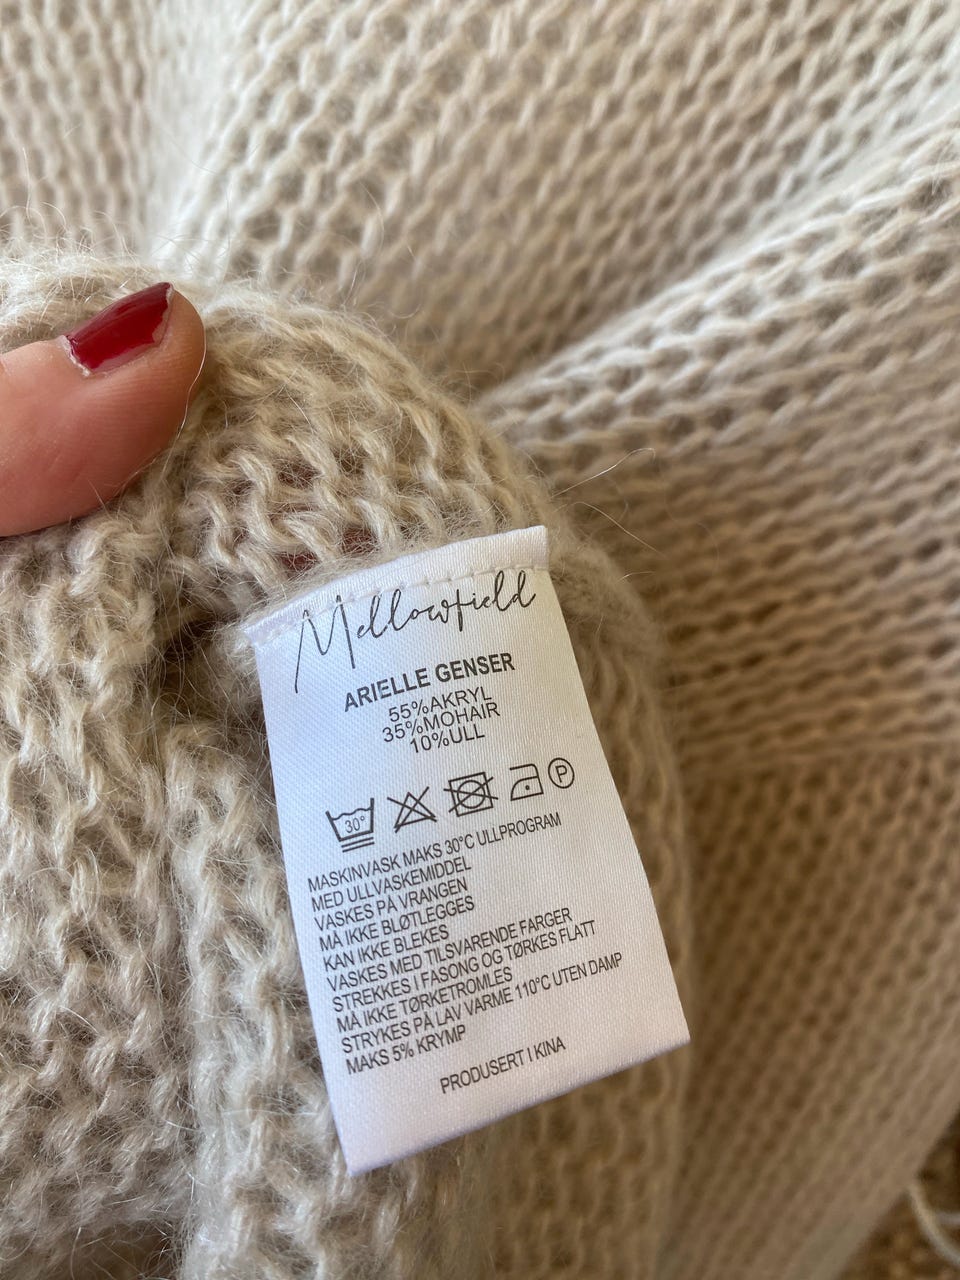 Mellowfield
ARIELLE GENSER
55%AKRYL
35%MOHAIR
10%ULL
30°
P
MASKINVASK MAKS 30°C ULLPROGRAM
MED ULLVASKEMIDDEL
VASKES PÅ VRANGEN
MÅ IKKE BLØTLEGGES
KAN IKKE BLEKES
VASKES MED TILSVARENDE FARGER
STREKKES I FASONG OG TØRKES FLATT
MÅ IKKE TØRKETROMLES
STRYKES PÅ LAV VARME 110°C UTEN DAMP
MAKS 5% KRYMP
PRODUSERT I KINA